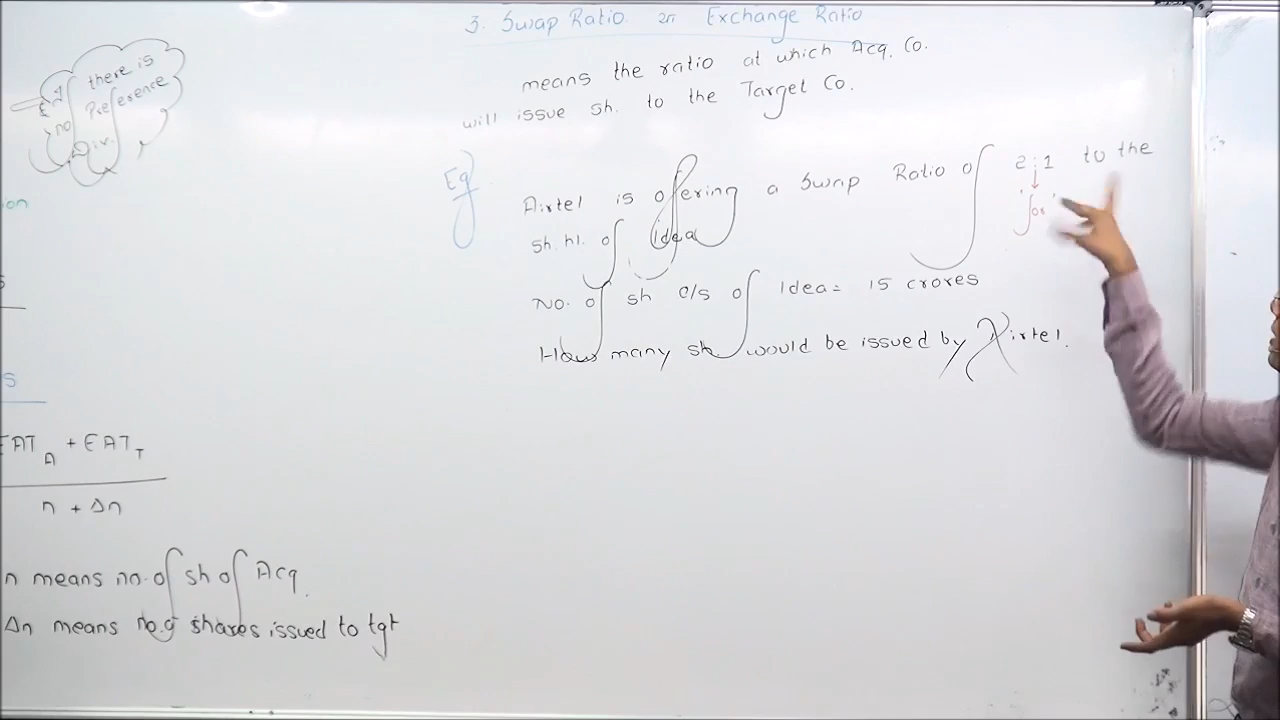 there is
no Preference
Div.
on
s
S
EAT_A + EAT_T
n + Δn
n means no. of sh of Acq.
Δn means no. of shares issued to tgt
3. Swap Ratio or Exchange Ratio
means the ratio at which Acq. Co.
will issue sh. to the Target Co.
Eg
Airtel is offering a Swap Ratio of 2:1 to the
'for'
sh. hl. of Idea
No. of sh o/s of Idea = 15 crores
How many sh would be issued by Airtel.